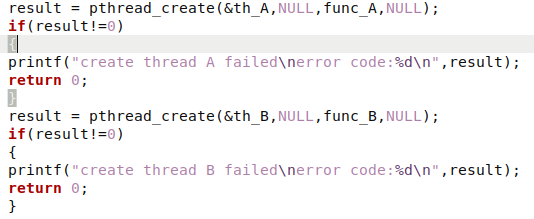 result = pthread_create(&th_A,NULL,func_A,NULL);
if(result!=0)
{
printf("create thread A failed\nerror code:%d\n",result);
return 0;
}
result = pthread_create(&th_B,NULL,func_B,NULL);
if(result!=0)
{
printf("create thread B failed\nerror code:%d\n",result);
return 0;
}